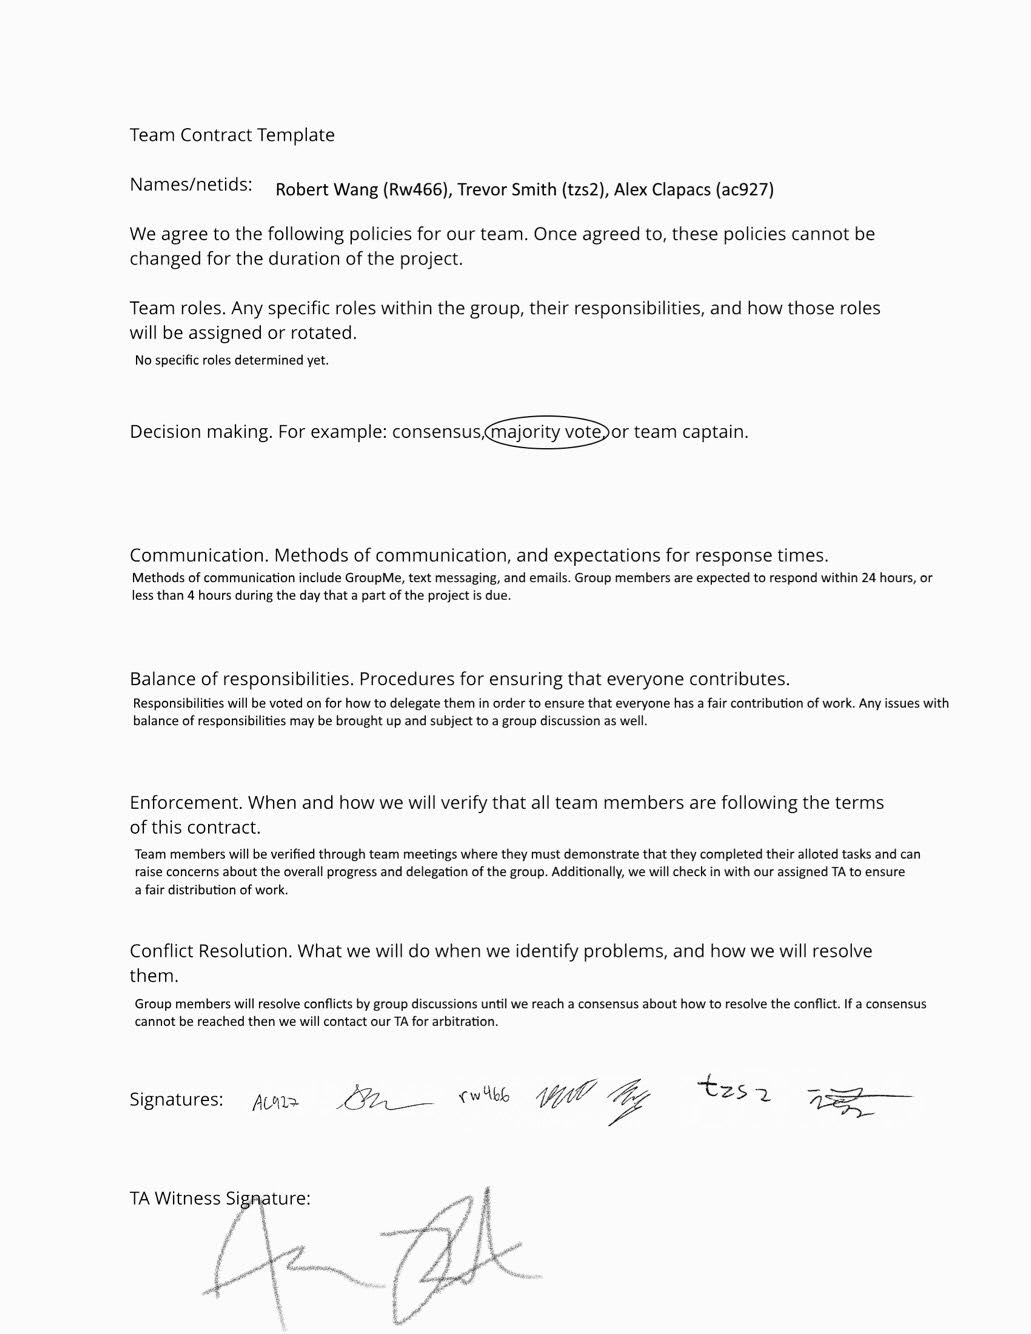 Team Contract Template
Names/netids: Robert Wang (Rw466), Trevor Smith (tzs2), Alex Clapacs (ac927)
We agree to the following policies for our team. Once agreed to, these policies cannot be
changed for the duration of the project.
Team roles. Any specific roles within the group, their responsibilities, and how those roles
will be assigned or rotated.
No specific roles determined yet.
Decision making. For example: consensus, majority vote, or team captain.
Communication. Methods of communication, and expectations for response times.
Methods of communication include GroupMe, text messaging, and emails. Group members are expected to respond within 24 hours, or
less than 4 hours during the day that a part of the project is due.
Balance of responsibilities. Procedures for ensuring that everyone contributes.
Responsibilities will be voted on for how to delegate them in order to ensure that everyone has a fair contribution of work. Any issues with
balance of responsibilities may be brought up and subject to a group discussion as well.
Enforcement. When and how we will verify that all team members are following the terms
of this contract.
Team members will be verified through team meetings where they must demonstrate that they completed their alloted tasks and can
raise concerns about the overall progress and delegation of the group. Additionally, we will check in with our assigned TA to ensure
a fair distribution of work.
Conflict Resolution. What we will do when we identify problems, and how we will resolve
them.
Group members will resolve conflicts by group discussions until we reach a consensus about how to resolve the conflict. If a consensus
cannot be reached then we will contact our TA for arbitration.
Signatures: AC927 rw466 tzs2
TA Witness Signature: